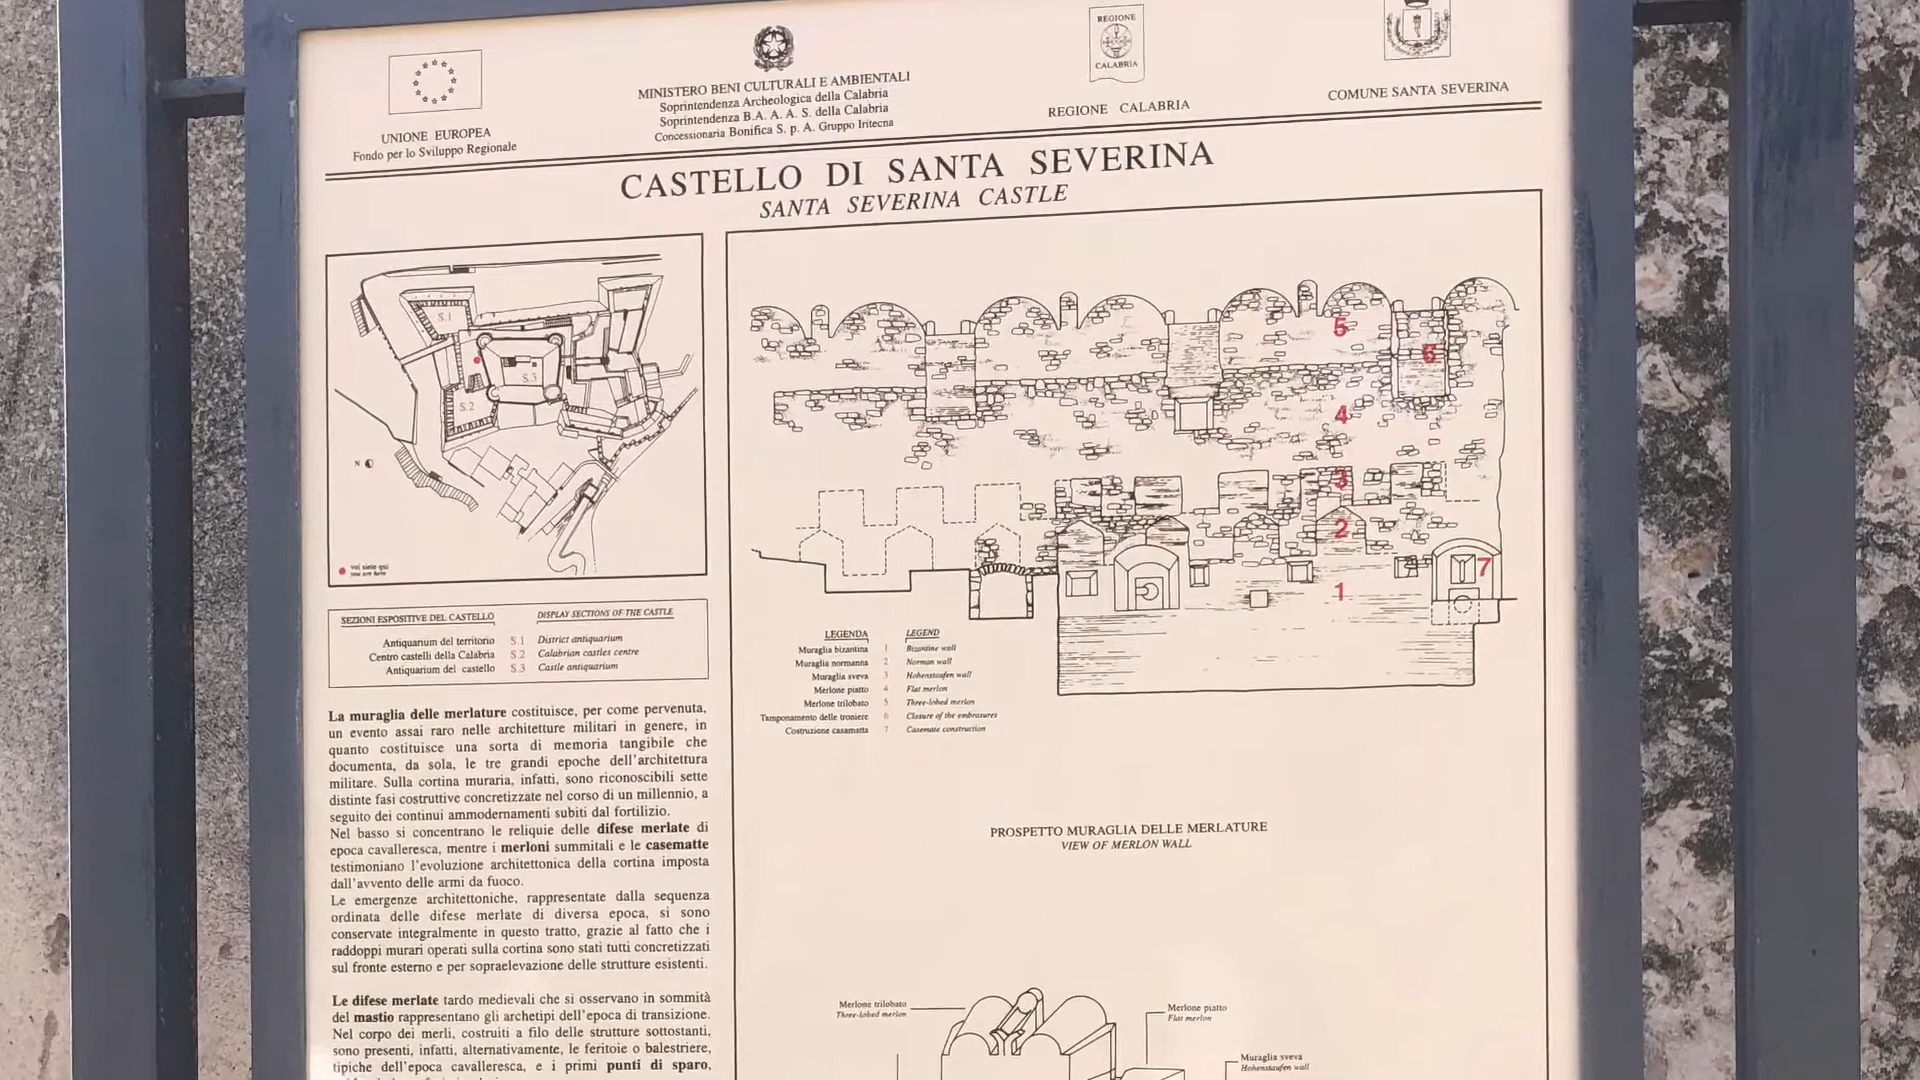 UNIONE EUROPEA
Fondo per lo Sviluppo Regionale
MINISTERO BENI CULTURALI E AMBIENTALI
Soprintendenza Archeologica della Calabria
Soprintendenza B.A. A. A. S. della Calabria
Concessionaria Bonifica S. p. A. Gruppo Iritecna
REGIONE
CALABRIA
REGIONE CALABRIA
COMUNE SANTA SEVERINA
CASTELLO DI SANTA SEVERINA
SANTA SEVERINA CASTLE
S.1
S.3
S.2
N
voi siete qui
you are here
SEZIONI ESPOSITIVE DEL CASTELLO DISPLAY SECTIONS OF THE CASTLE
Antiquarium del territorio S.1 District antiquarium
Centro castelli della Calabria S.2 Calabrian castles centre
Antiquarium del castello S.3 Castle antiquarium
La muraglia delle merlature costituisce, per come pervenuta,
un evento assai raro nelle architetture militari in genere, in
quanto costituisce una sorta di memoria tangibile che
documenta, da sola, le tre grandi epoche dell'architettura
militare. Sulla cortina muraria, infatti, sono riconoscibili sette
distinte fasi costruttive concretizzate nel corso di un millennio, a
seguito dei continui ammodernamenti subiti dal fortilizio.
Nel basso si concentrano le reliquie delle difese merlate di
epoca cavalleresca, mentre i merloni summitali e le casematte
testimoniano l'evoluzione architettonica della cortina imposta
dall'avvento delle armi da fuoco.
Le emergenze architettoniche, rappresentate dalla sequenza
ordinata delle difese merlate di diversa epoca, si sono
conservate integralmente in questo tratto, grazie al fatto che i
raddoppi murari operati sulla cortina sono stati tutti concretizzati
sul fronte esterno e per sopraelevazione delle strutture esistenti.
Le difese merlate tardo medievali che si osservano in sommità
del mastio rappresentano gli archetipi dell'epoca di transizione.
Nel corpo dei merli, costruiti a filo delle strutture sottostanti,
sono presenti, infatti, alternativamente, le feritoie o balestriere,
tipiche dell'epoca cavalleresca, e i primi punti di sparo,
5
6
4
3
2
7
1
LEGENDA LEGEND
Muraglia bizantina 1 Bizantine wall
Muraglia normanna 2 Norman wall
Muraglia sveva 3 Hohenstaufen wall
Merlone piatto 4 Flat merlon
Merlone trilobato 5 Three-lobed merlon
Tamponamento delle troniere 6 Closure of the embrasures
Costruzione casamatta 7 Casemate construction
PROSPETTO MURAGLIA DELLE MERLATURE
VIEW OF MERLON WALL
Merlone trilobato
Three-lobed merlon
Merlone piatto
Flat merlon
Muraglia sveva
Hohenstaufen wall